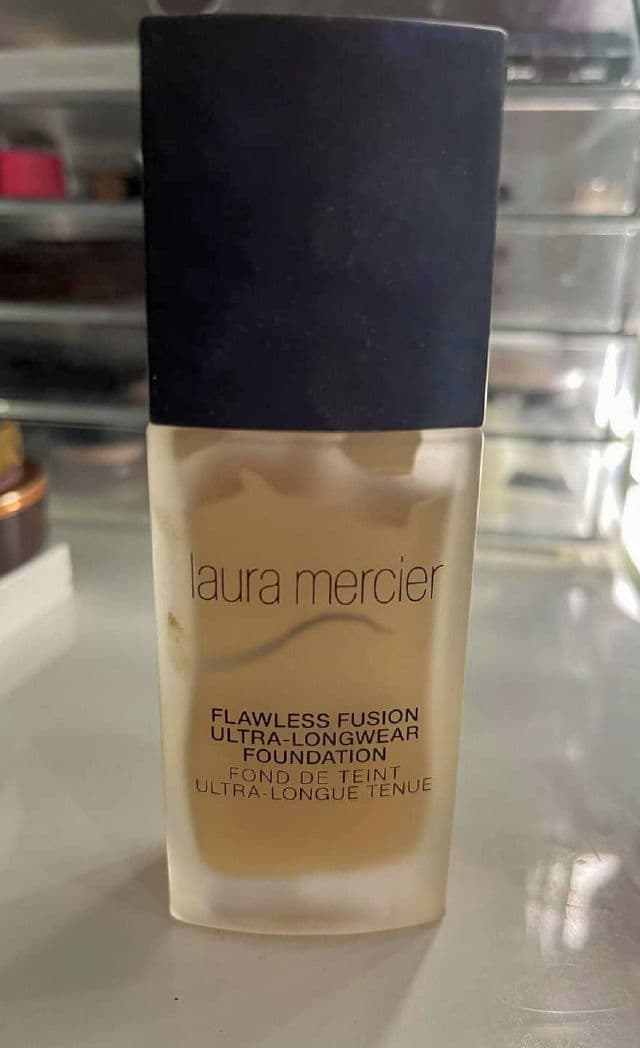 laura mercier
FLAWLESS FUSION
ULTRA-LONGWEAR
FOUNDATION
FOND DE TEINT
ULTRA-LONGUE TENUE